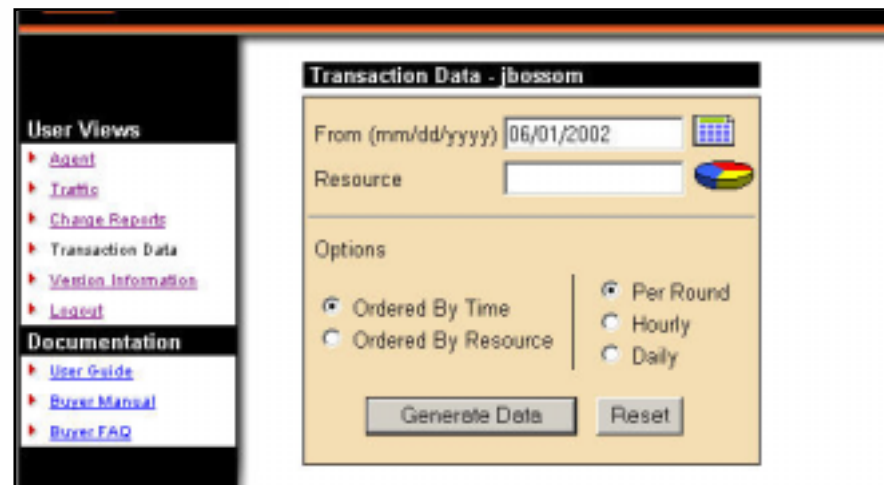 Transaction Data - jbossom
User Views
Agent
Traffic
Charge Reports
Transaction Data
Version Information
Logout
Documentation
User Guide
Buyer Manual
Buyer FAQ
From (mm/dd/yyyy) 06/01/2002
Resource
Options
Ordered By Time
Ordered By Resource
Per Round
Hourly
Daily
Generate Data Reset